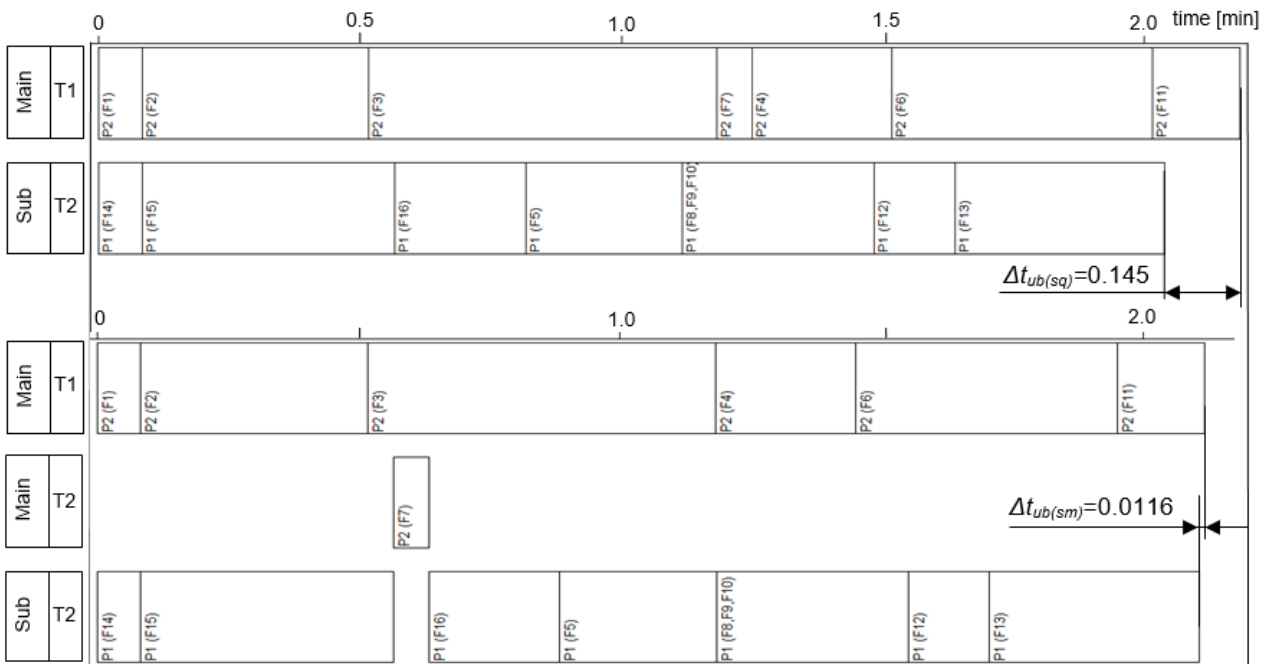 0 0.5 1.0 1.5 2.0 time [min]
Main T1 P2 (F1) P2 (F2) P2 (F3) P2 (F7) P2 (F4) P2 (F6) P2 (F11)
Sub T2 P1 (F14) P1 (F15) P1 (F16) P1 (F5) P1 (F8,F9,F10) P1 (F12) P1 (F13)
Δt_ub(sq)=0.145
0 1.0 2.0
Main T1 P2 (F1) P2 (F2) P2 (F3) P2 (F4) P2 (F6) P2 (F11)
Main T2 P2 (F7)
Δt_ub(sm)=0.0116
Sub T2 P1 (F14) P1 (F15) P1 (F16) P1 (F5) P1 (F8,F9,F10) P1 (F12) P1 (F13)